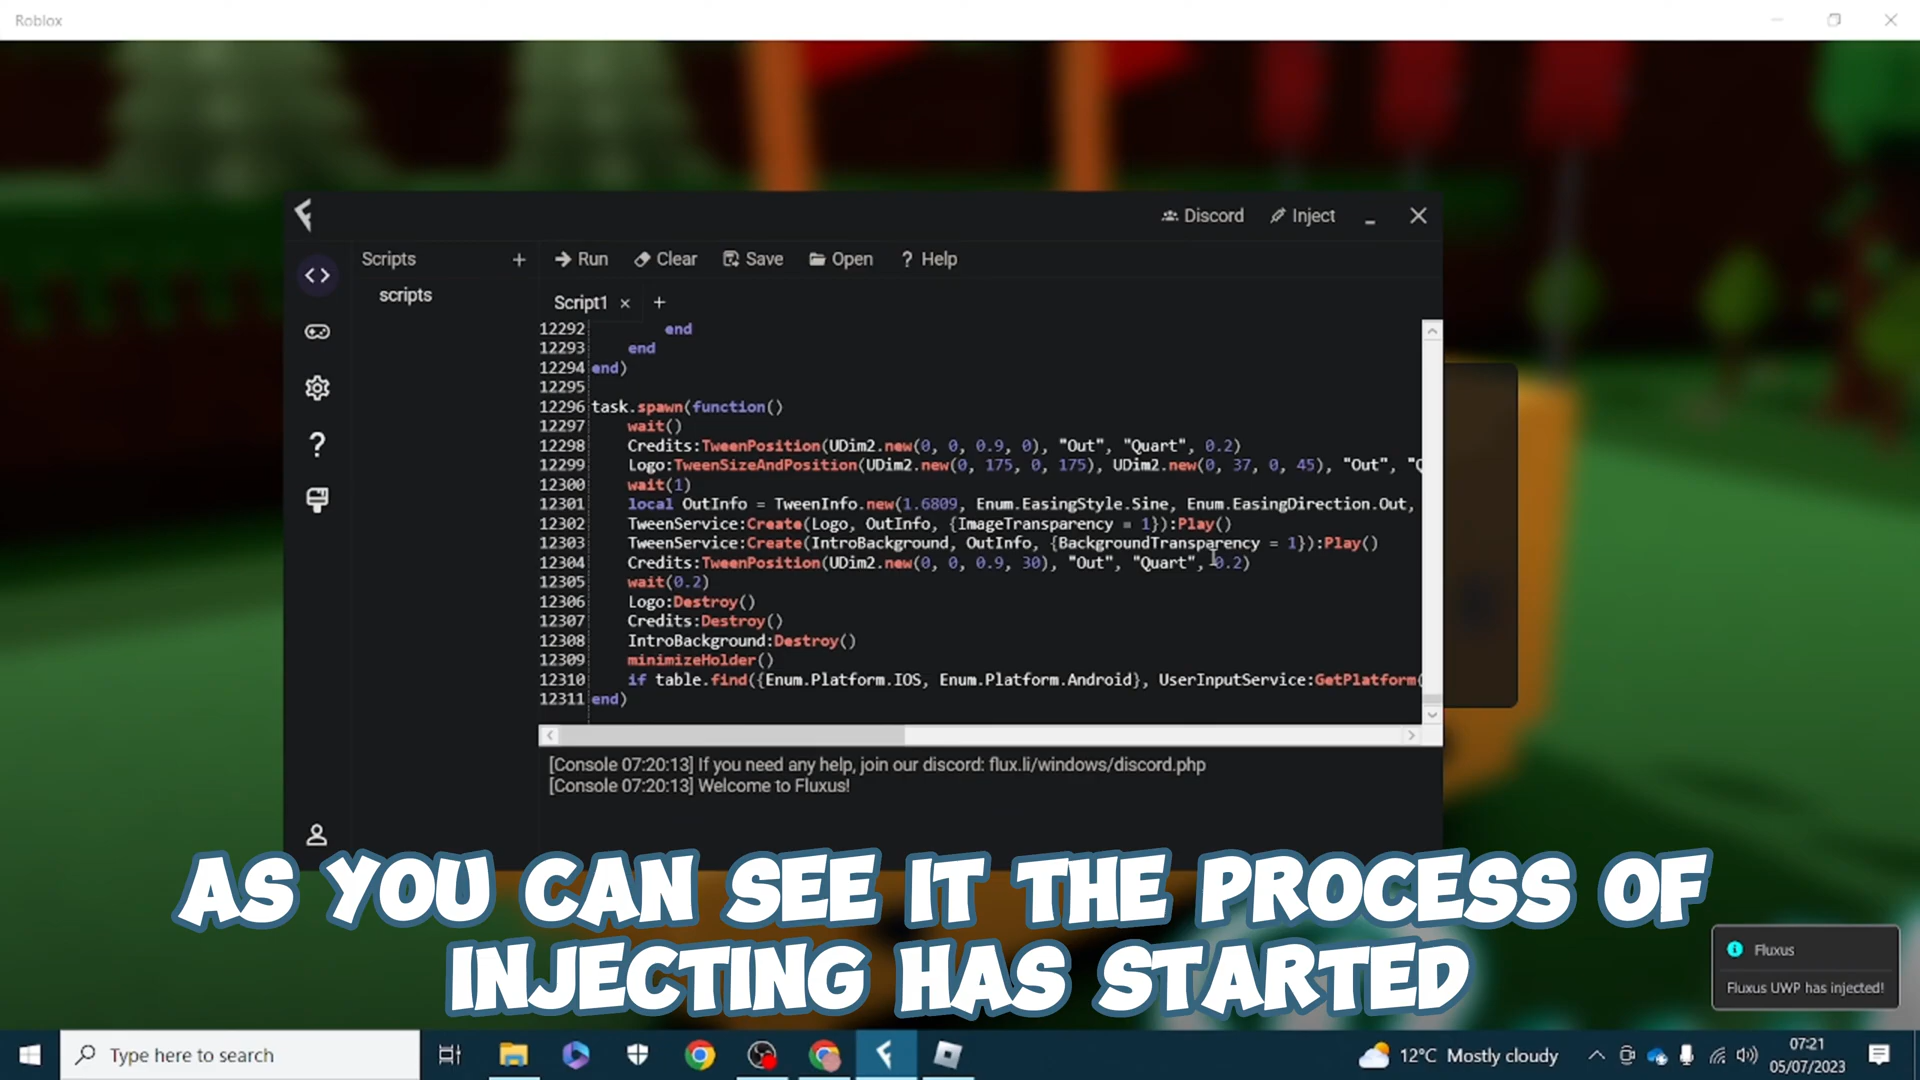 Roblox
Discord
Inject
Scripts
+
Run
Clear
Save
Open
? Help
scripts
Script1 × +
12292 end
12293 end
12294 end)
12295
12296 task.spawn(function()
12297 wait()
12298 Credits:TweenPosition(UDim2.new(0, 0, 0.9, 0), "Out", "Quart", 0.2)
12299 Logo:TweenSizeAndPosition(UDim2.new(0, 175, 0, 175), UDim2.new(0, 37, 0, 45), "Out", "Q
12300 wait(1)
12301 local OutInfo = TweenInfo.new(1.6809, Enum.EasingStyle.Sine, Enum.EasingDirection.Out,
12302 TweenService:Create(Logo, OutInfo, {ImageTransparency = 1}):Play()
12303 TweenService:Create(IntroBackground, OutInfo, {BackgroundTransparency = 1}):Play()
12304 Credits:TweenPosition(UDim2.new(0, 0, 0.9, 30), "Out", "Quart", 0.2)
12305 wait(0.2)
12306 Logo:Destroy()
12307 Credits:Destroy()
12308 IntroBackground:Destroy()
12309 minimizeHolder()
12310 if table.find({Enum.Platform.IOS, Enum.Platform.Android}, UserInputService:GetPlatform(
12311 end)
[Console 07:20:13] If you need any help, join our discord: flux.li/windows/discord.php
[Console 07:20:13] Welcome to Fluxus!
AS YOU CAN SEE IT THE PROCESS OF
INJECTING HAS STARTED
Fluxus
Fluxus UWP has injected!
Type here to search
12°C Mostly cloudy
07:21
05/07/2023